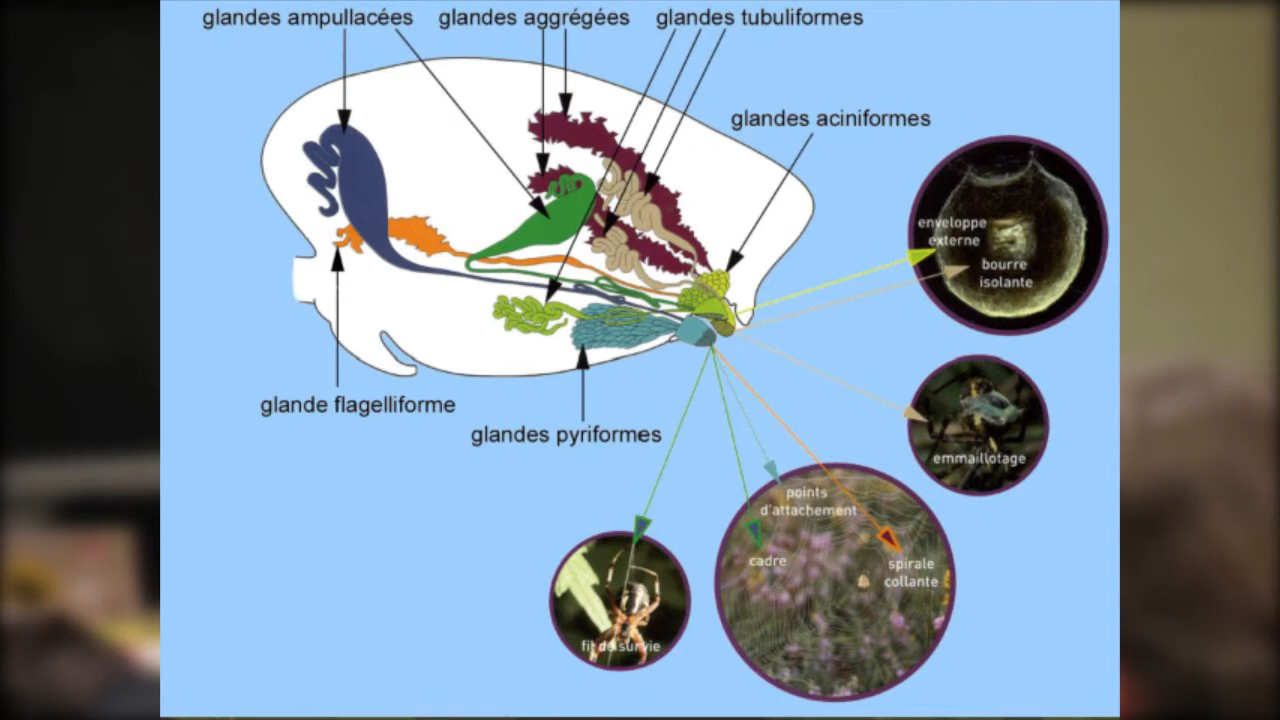 glandes ampullacées
glandes aggrégées
glandes tubuliformes
glandes aciniformes
enveloppe
externe
bourre
isolante
glande flagelliforme
glandes pyriformes
emmaillotage
points
d'attachement
cadre
spirale
collante
fil de survie